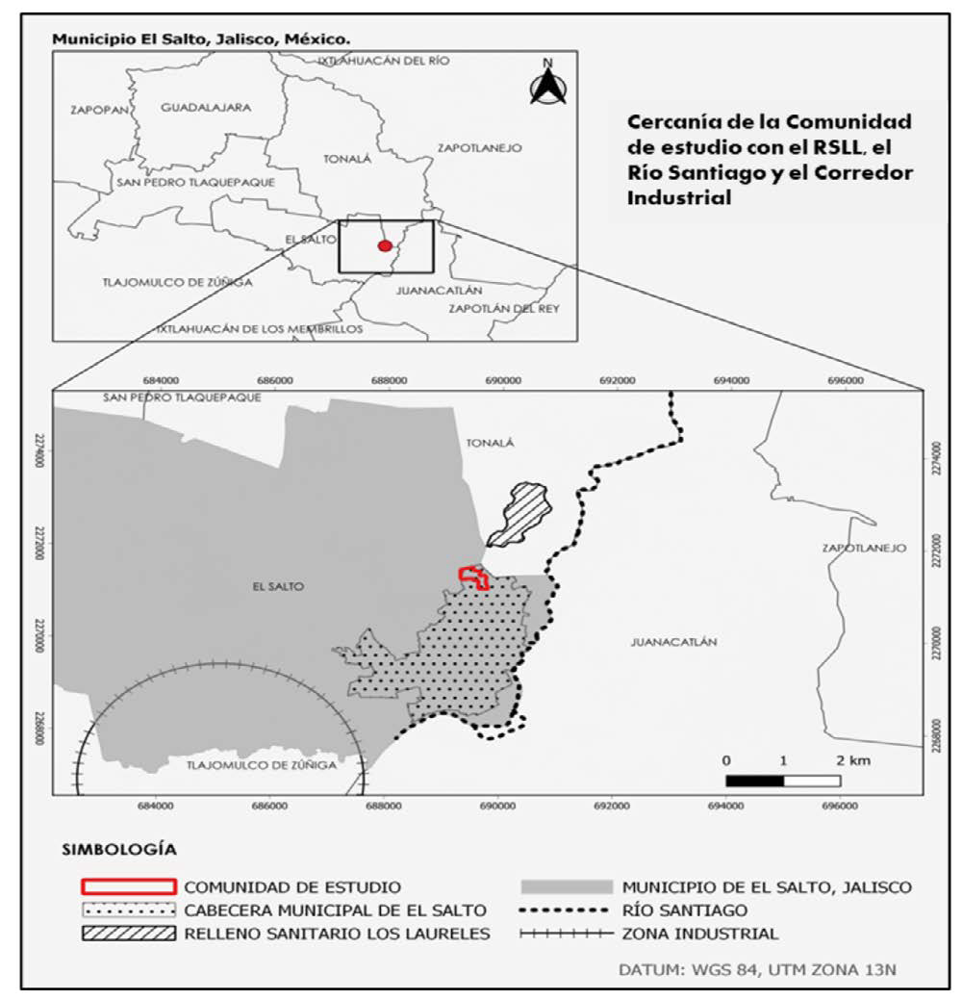 Municipio El Salto, Jalisco, México.
IXTLAHUACÁN DEL RÍO
N
ZAPOPAN
GUADALAJARA
TONALÁ
ZAPOTLANEJO
SAN PEDRO TLAQUEPAQUE
EL SALTO
TLAJOMULCO DE ZÚÑIGA
JUANACATLÁN
ZAPOTLÁN DEL REY
IXTLAHUACÁN DE LOS MEMBRILLOS
Cercanía de la Comunidad
de estudio con el RSLL, el
Río Santiago y el Corredor
Industrial
684000 686000 688000 690000 692000 694000 696000
SAN PEDRO TLAQUEPAQUE
TONALÁ
2274000 2274000
2272000 2272000
ZAPOTLANEJO
EL SALTO
2270000 2270000
JUANACATLÁN
2268000 2268000
TLAJOMULCO DE ZÚÑIGA
0 1 2 km
684000 686000 688000 690000 692000 694000 696000
SIMBOLOGÍA
COMUNIDAD DE ESTUDIO
CABECERA MUNICIPAL DE EL SALTO
RELLENO SANITARIO LOS LAURELES
MUNICIPIO DE EL SALTO, JALISCO
RÍO SANTIAGO
ZONA INDUSTRIAL
DATUM: WGS 84, UTM ZONA 13N